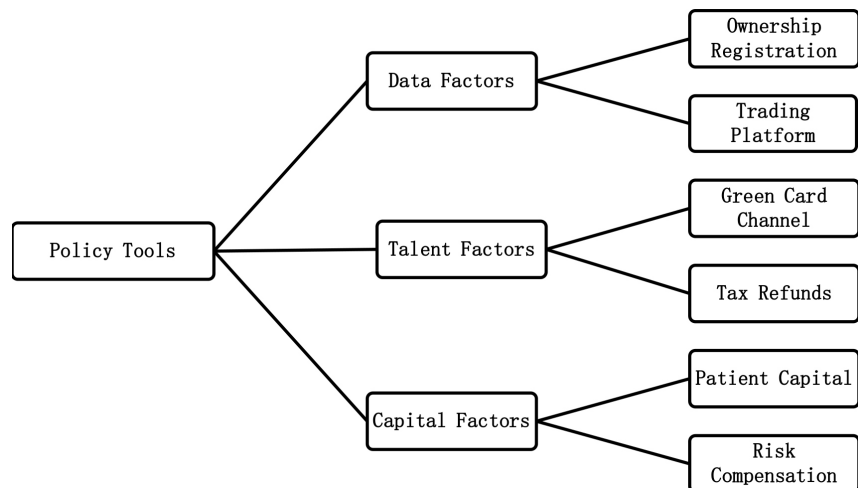 Policy Tools
Data Factors
Ownership
Registration
Trading
Platform
Talent Factors
Green Card
Channel
Tax Refunds
Capital Factors
Patient Capital
Risk
Compensation